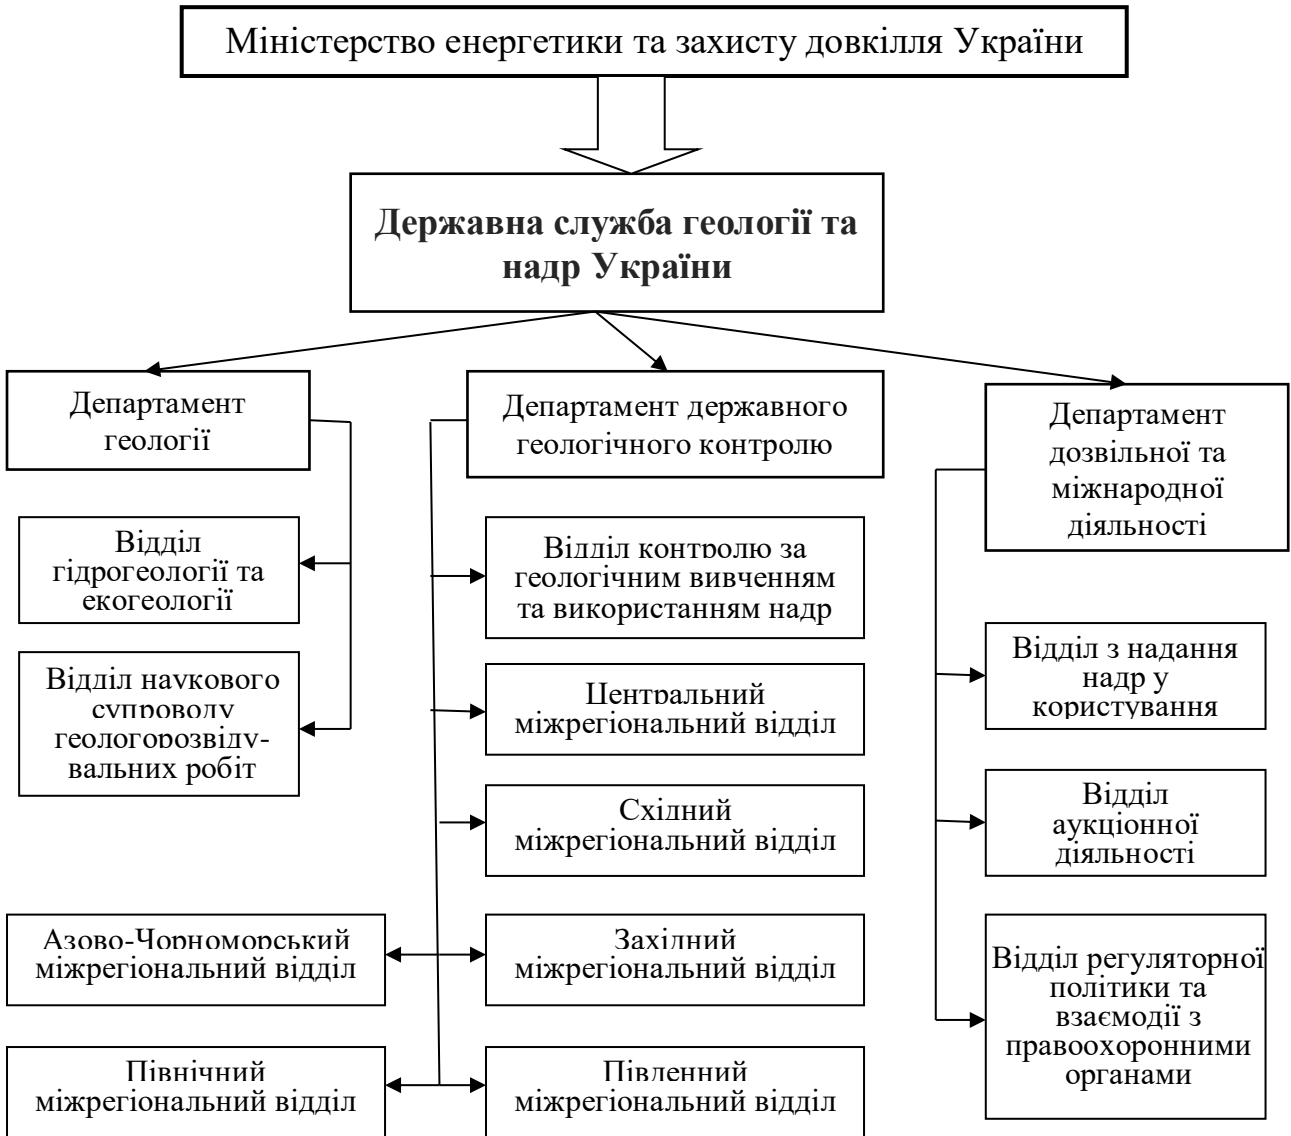 Міністерство енергетики та захисту довкілля України
Державна служба геології та
надр України
Департамент
геології
Департамент державного
геологічного контролю
Департамент
дозвільної та
міжнародної
діяльності
Відділ
гідрогеології та
екогеології
Відділ контролю за
геологічним вивченням
та використанням надр
Відділ з надання
надр у
користування
Відділ наукового
супроводу
геологорозвіду-
вальних робіт
Центральний
міжрегіональний відділ
Східний
міжрегіональний відділ
Відділ
аукціонної
діяльності
Азово-Чорноморський
міжрегіональний відділ
Західний
міжрегіональний відділ
Відділ регуляторної
політики та
взаємодії з
правоохоронними
органами
Північний
міжрегіональний відділ
Південний
міжрегіональний відділ